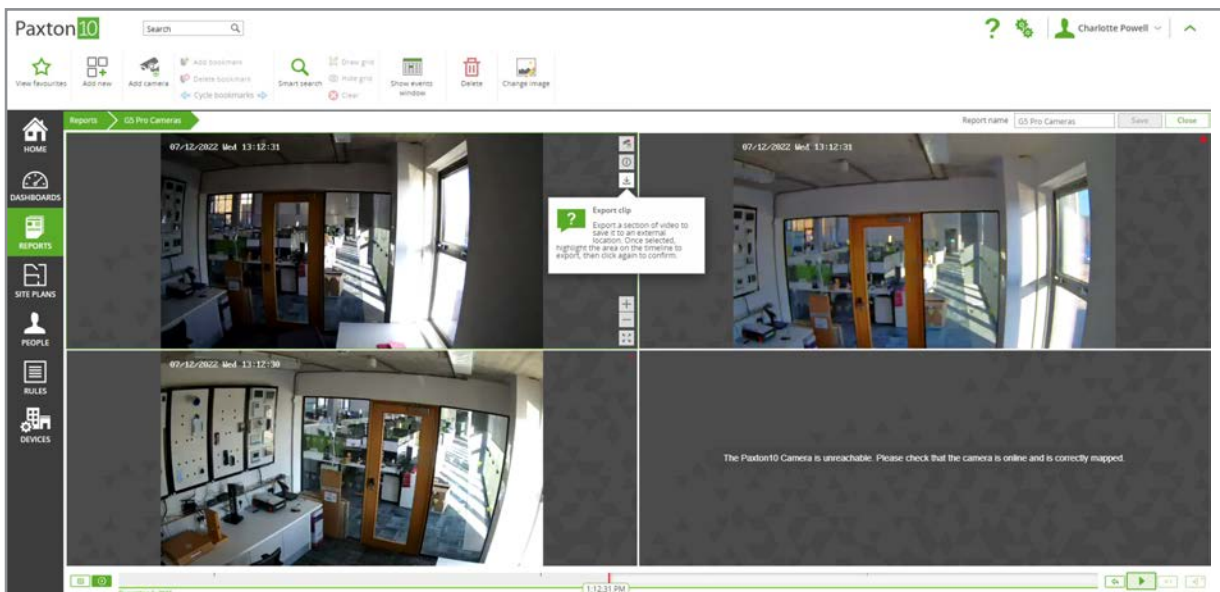 Paxton10
Search
Charlotte Powell
View favourites
Add new
Add camera
Add bookmark
Delete bookmark
Cycle bookmarks
Smart search
Draw grid
Hide grid
Clear
Show events
window
Delete
Change image
HOME
DASHBOARDS
REPORTS
SITE PLANS
PEOPLE
RULES
DEVICES
Reports
G5 Pro Cameras
Report name
G5 Pro Cameras
Save
Close
07/12/2022 Wed 13:12:31
07/12/2022 Wed 13:12:31
?
Export clip
Export a section of video to
save it to an external
location. Once selected,
highlight the area on the timeline to
export, then click again to confirm.
07/12/2022 Wed 13:12:30
The Paxton10 Camera is unreachable. Please check that the camera is online and is correctly mapped.
1:12:31 PM